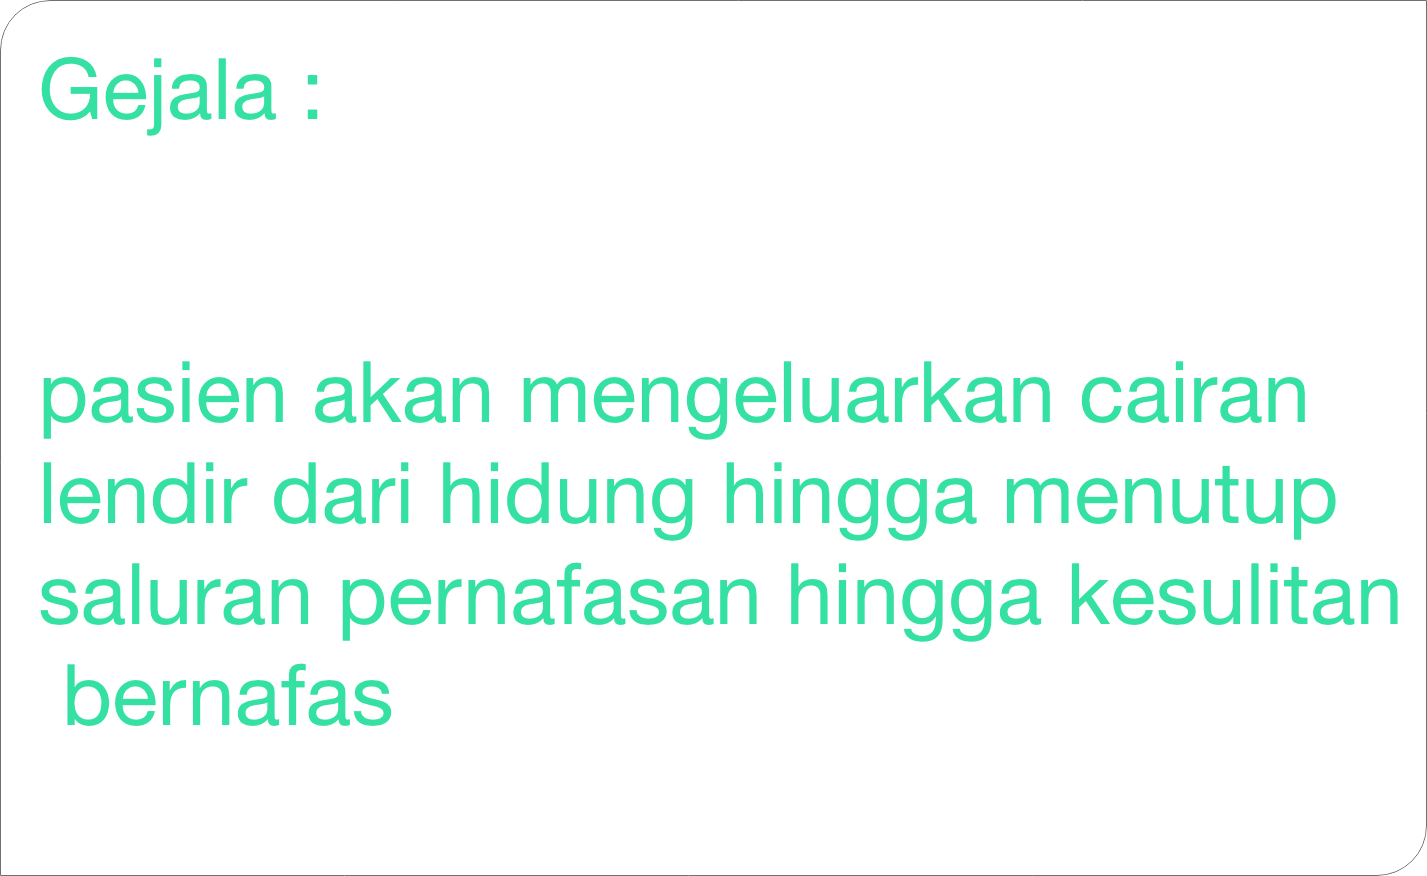 Gejala :
pasien akan mengeluarkan cairan
lendir dari hidung hingga menutup
saluran pernafasan hingga kesulitan
bernafas